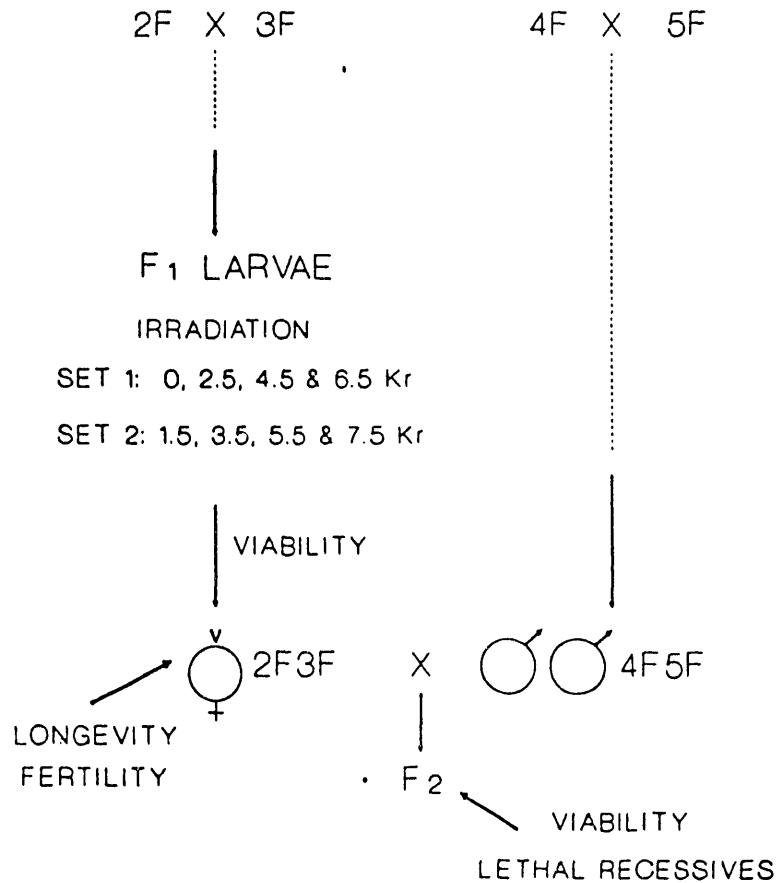 2F X 3F
4F X 5F
F1 LARVAE
IRRADIATION
SET 1: 0, 2.5, 4.5 & 6.5 Kr
SET 2: 1.5, 3.5, 5.5 & 7.5 Kr
VIABILITY
v
2F3F X 4F5F
LONGEVITY
FERTILITY
F2
VIABILITY
LETHAL RECESSIVES